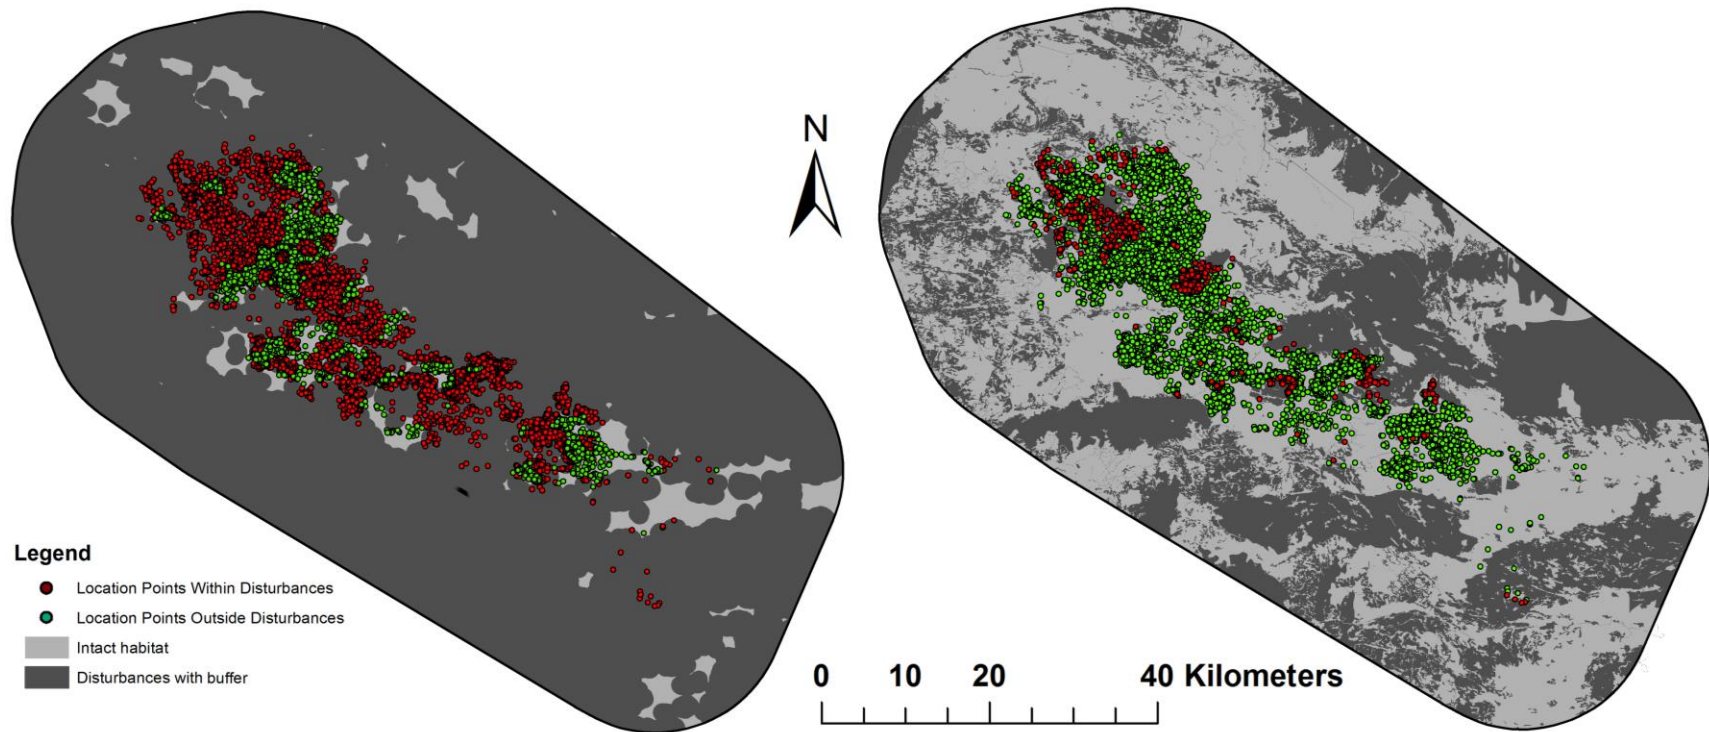 N
Legend
Location Points Within Disturbances
Location Points Outside Disturbances
Intact habitat
Disturbances with buffer
0 10 20 40 Kilometers